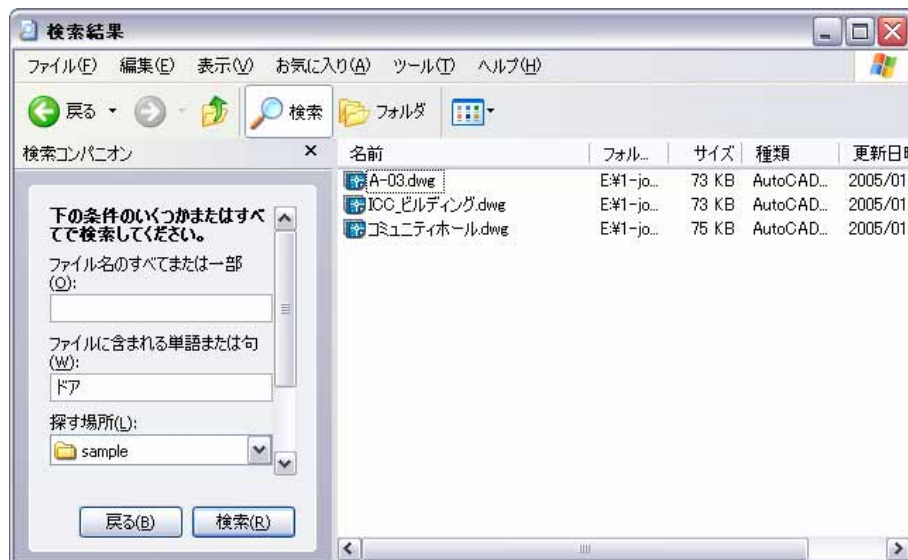 検索結果
ファイル(F) 編集(E) 表示(V) お気に入り(A) ツール(T) ヘルプ(H)
戻る 検索 フォルダ
検索コンパニオン ×
下の条件のいくつかまたはすべ
てで検索してください。
ファイル名のすべてまたは一部
(O):
ファイルに含まれる単語または句
(W):
ドア
探す場所(L):
sample
戻る(B) 検索(R)
名前 フォル... サイズ 種類 更新日時
A-03.dwg E:¥1-jo... 73 KB AutoCAD... 2005/01
ICC_ビルディング.dwg E:¥1-jo... 73 KB AutoCAD... 2005/01
コミュニティホール.dwg E:¥1-jo... 75 KB AutoCAD... 2005/01